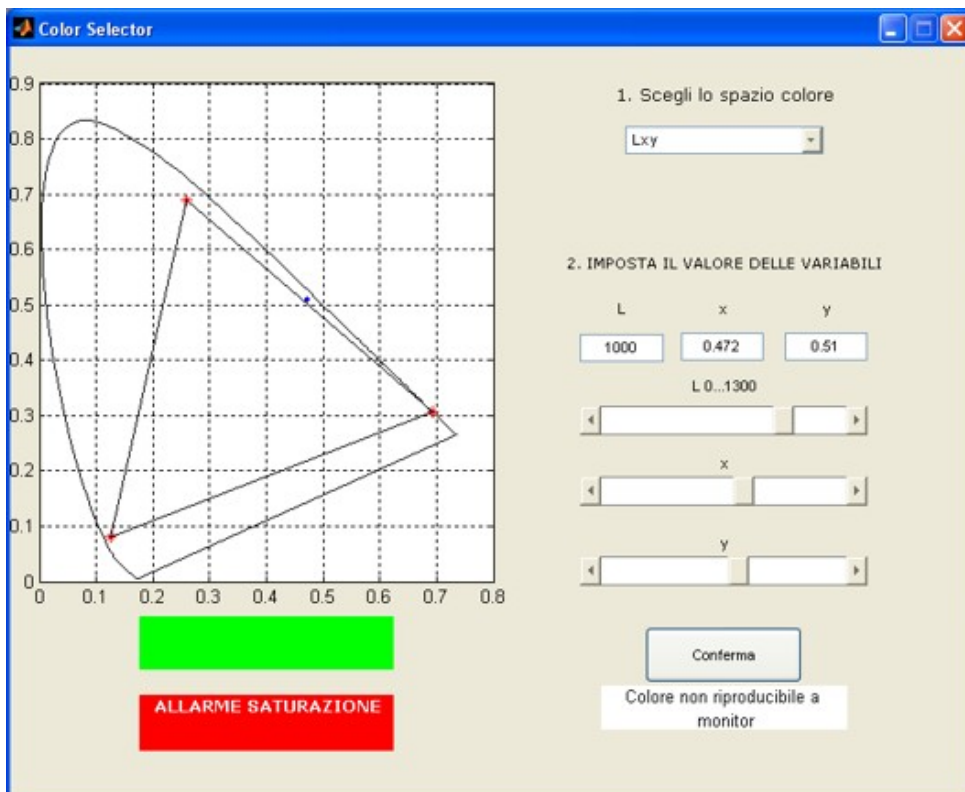 Color Selector
0.9
0.8
0.7
0.6
0.5
0.4
0.3
0.2
0.1
0
0 0.1 0.2 0.3 0.4 0.5 0.6 0.7 0.8
ALLARME SATURAZIONE
1. Scegli lo spazio colore
Lxy
2. IMPOSTA IL VALORE DELLE VARIABILI
L x y
1000 0.472 0.51
L 0...1300
x
y
Conferma
Colore non riproducibile a
monitor